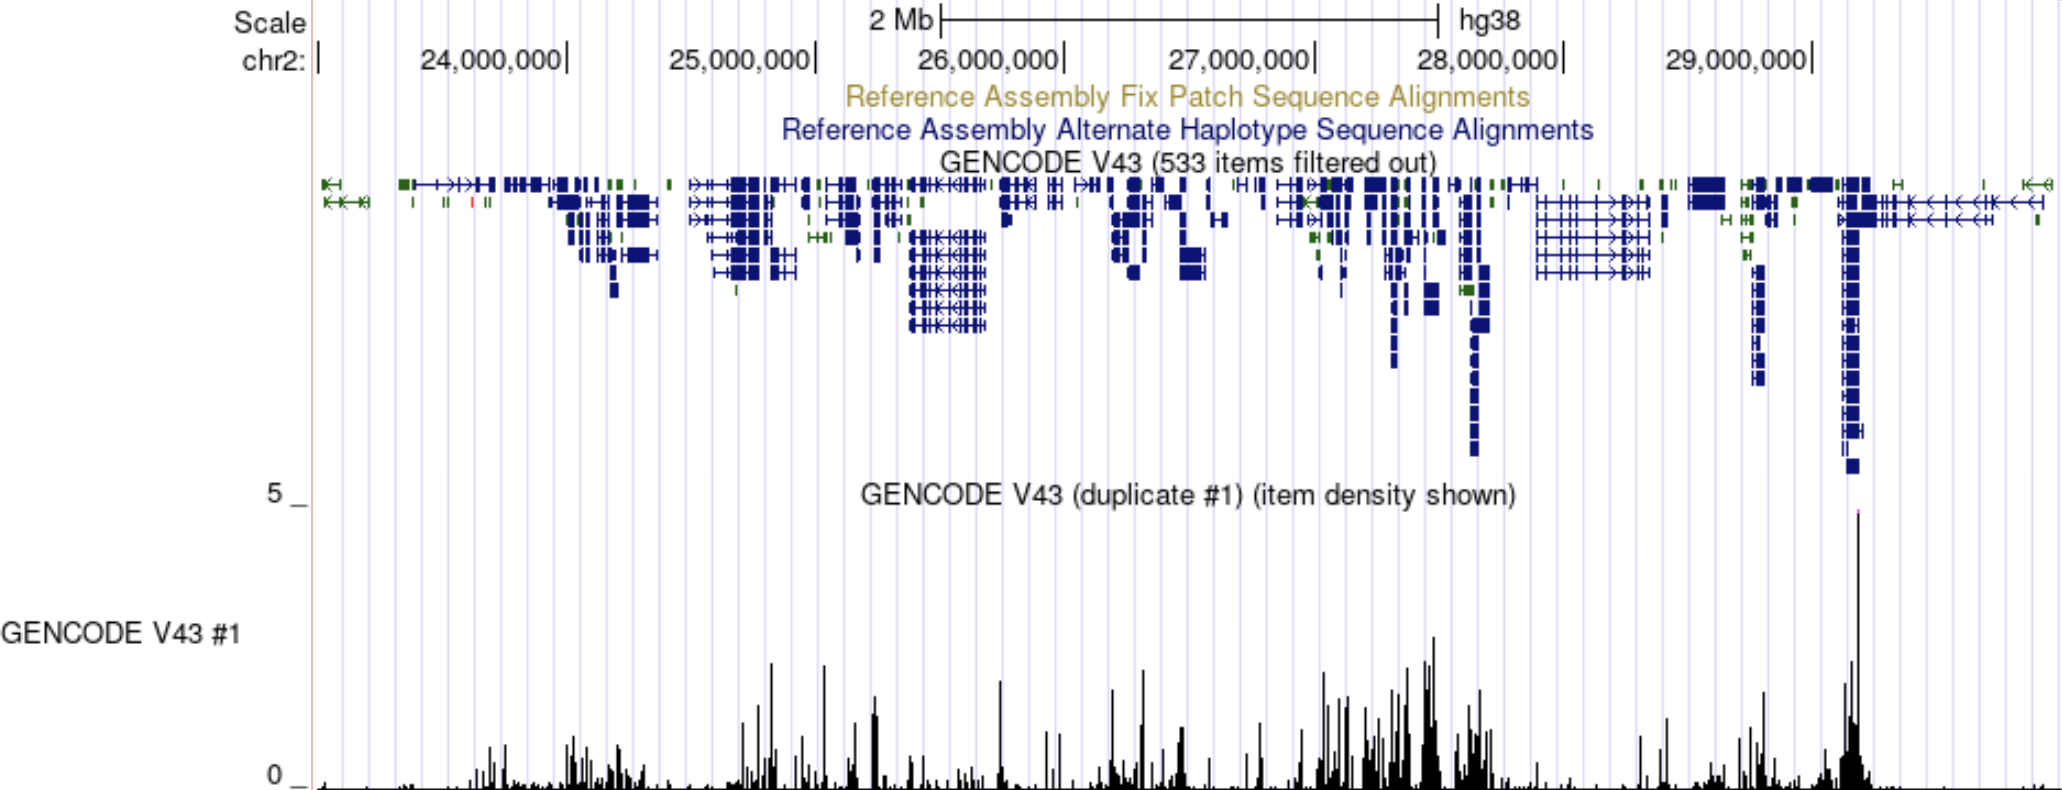 Scale 2 Mb hg38
chr2: 24,000,000 25,000,000 26,000,000 27,000,000 28,000,000 29,000,000
Reference Assembly Fix Patch Sequence Alignments
Reference Assembly Alternate Haplotype Sequence Alignments
GENCODE V43 (533 items filtered out)
5 _ GENCODE V43 (duplicate #1) (item density shown)
GENCODE V43 #1
0 _